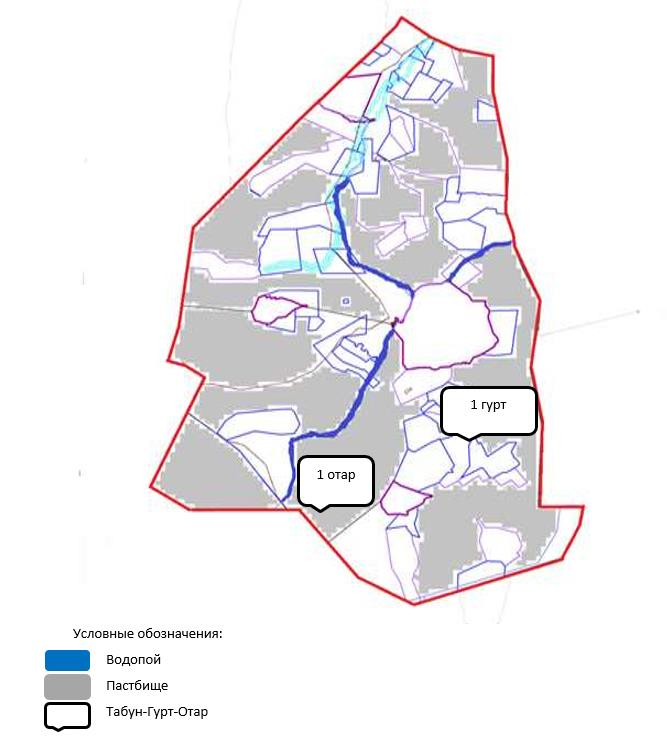 1 гурт
1 отар
Условные обозначения:
Водопой
Пастбище
Табун-Гурт-Отар